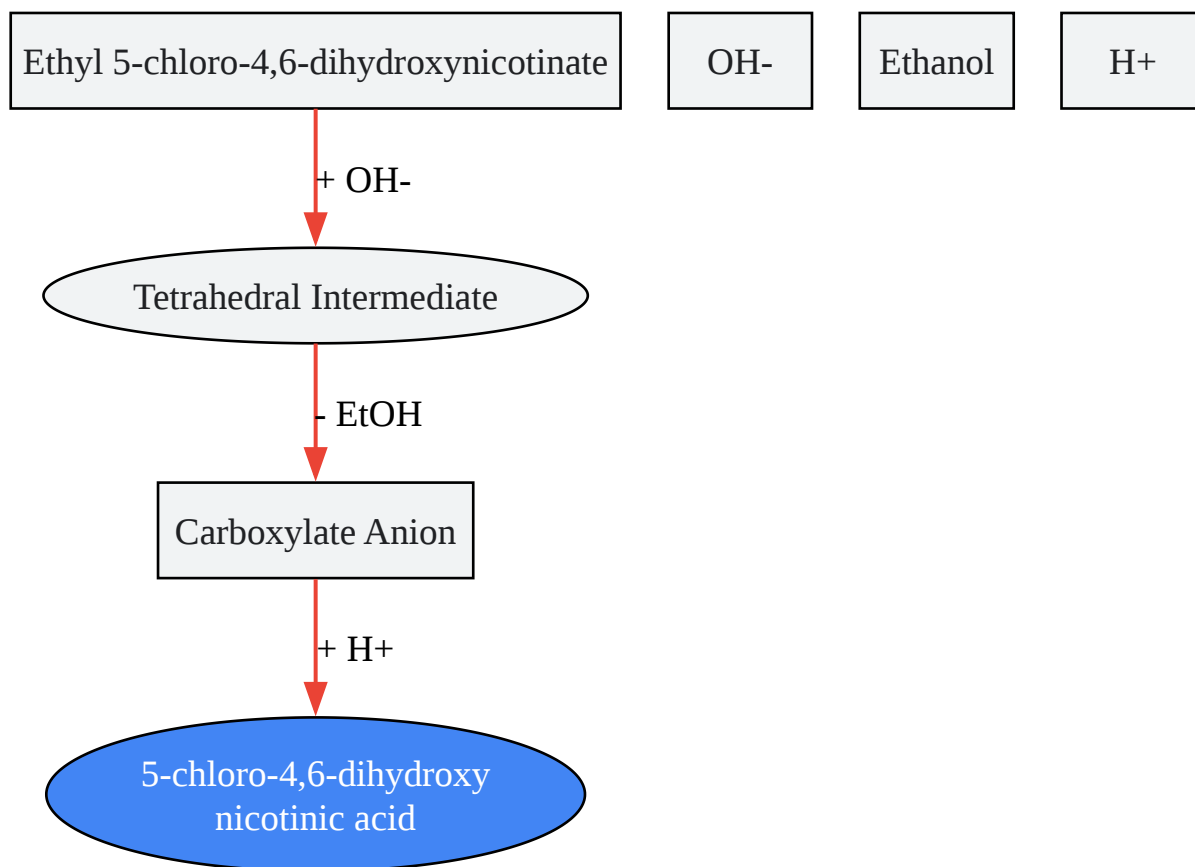 Ethyl 5-chloro-4,6-dihydroxynicotinate
OH-
Ethanol
H+
+ OH-
Tetrahedral Intermediate
- EtOH
Carboxylate Anion
+ H+
5-chloro-4,6-dihydroxy
nicotinic acid